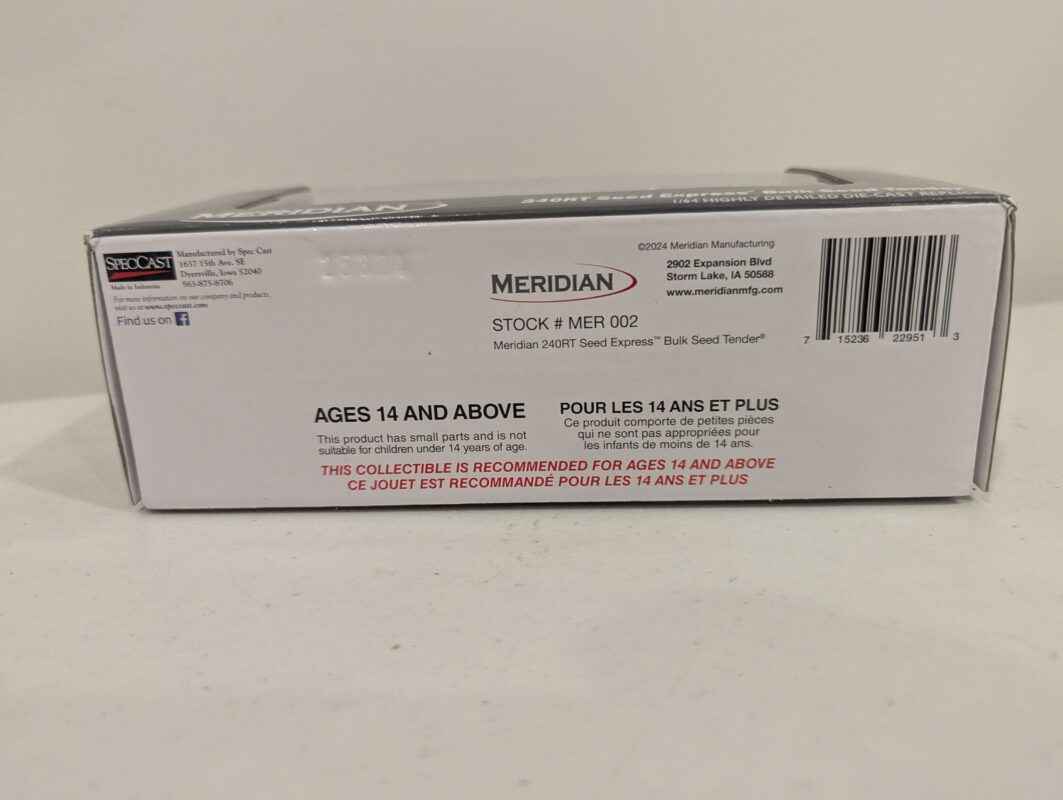 MERIDIAN
240RT Seed Express™ Bulk Seed
1/64 HIGHLY DETAILED DIE-CAST
SPECCAST
Made in Indonesia
Manufactured by Spec Cast
1637 15th Ave. SE
Dyersville, Iowa 52040
563-875-8706
For more information on our company and products,
visit us at www.speccast.com
Find us on f
©2024 Meridian Manufacturing
MERIDIAN
2902 Expansion Blvd
Storm Lake, IA 50588
www.meridianmfg.com
STOCK # MER 002
Meridian 240RT Seed Express™ Bulk Seed Tender®
7 15236 22951 3
AGES 14 AND ABOVE
This product has small parts and is not
suitable for children under 14 years of age.
POUR LES 14 ANS ET PLUS
Ce produit comporte de petites pièces
qui ne sont pas appropriées pour
les infants de moins de 14 ans.
THIS COLLECTIBLE IS RECOMMENDED FOR AGES 14 AND ABOVE
CE JOUET EST RECOMMANDÉ POUR LES 14 ANS ET PLUS